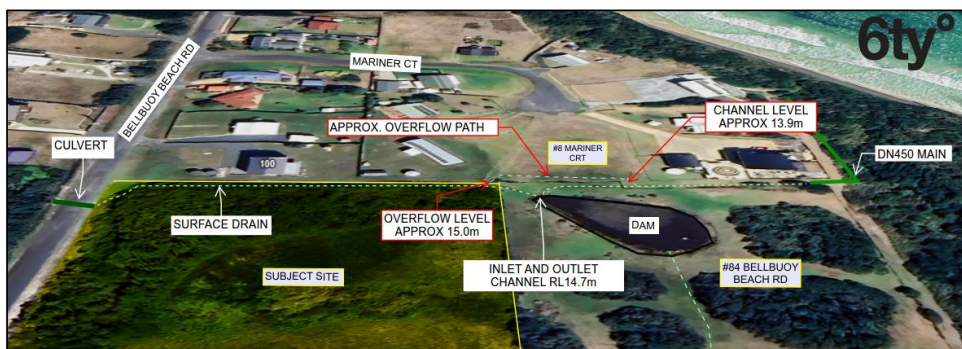 6ty°
MARINER CT
BELLBUOY BEACH RD
CHANNEL LEVEL
APPROX 13.9m
APPROX. OVERFLOW PATH
CULVERT
#8 MARINER
CRT
DN450 MAIN
100
SURFACE DRAIN
OVERFLOW LEVEL
APPROX 15.0m
DAM
SUBJECT SITE
INLET AND OUTLET
CHANNEL RL14.7m
#84 BELLBUOY
BEACH RD